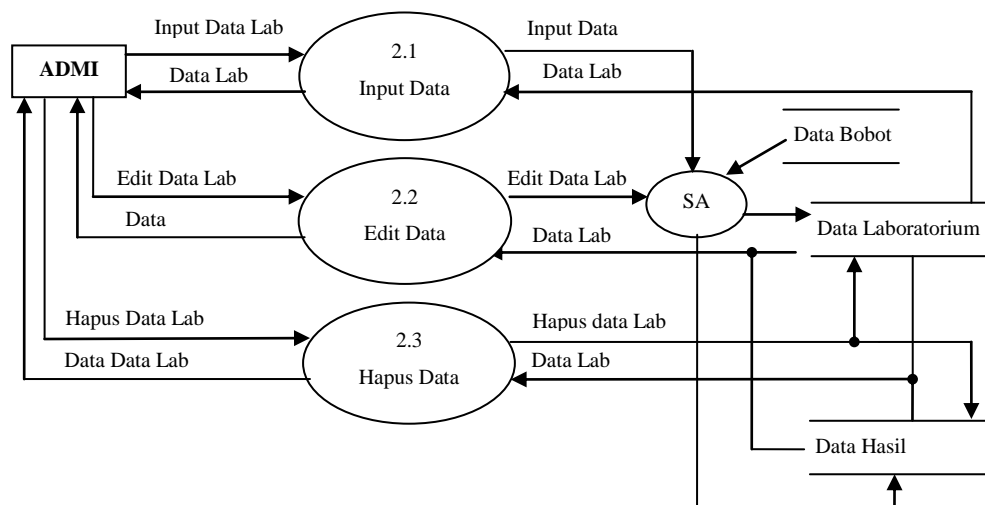 Input Data Lab
2.1
Input Data
Input Data
ADMI
Data Lab
Data Lab
Data Bobot
Edit Data Lab
2.2
Edit Data Lab
SA
Data
Edit Data
Data Lab
Data Laboratorium
Hapus Data Lab
2.3
Hapus data Lab
Data Data Lab
Hapus Data
Data Lab
Data Hasil